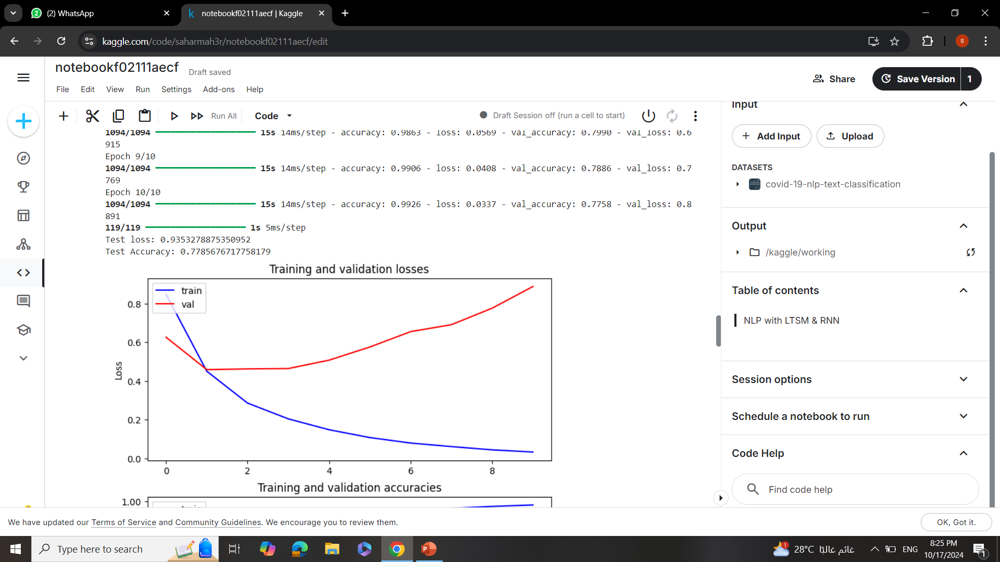 (2) WhatsApp
notebookf02111aecf | Kaggle
kaggle.com/code/saharmah3r/notebookf02111aecf/edit
S
notebookf02111aecf
Draft saved
File Edit View Run Settings Add-ons Help
Share
Save Version 1
Run All
Code
Draft Session off (run a cell to start)
1094/1094 15s 14ms/step - accuracy: 0.9863 - loss: 0.0569 - val_accuracy: 0.7990 - val_loss: 0.6
915
Epoch 9/10
1094/1094 15s 14ms/step - accuracy: 0.9906 - loss: 0.0408 - val_accuracy: 0.7886 - val_loss: 0.7
769
Epoch 10/10
1094/1094 15s 14ms/step - accuracy: 0.9926 - loss: 0.0337 - val_accuracy: 0.7758 - val_loss: 0.8
891
119/119 1s 5ms/step
Test loss: 0.9353278875350952
Test Accuracy: 0.7785676717758179
Training and validation losses
train
val
0.8
0.6
0.4
0.2
0.0
Loss
0 2 4 6 8
Training and validation accuracies
1.00
train
Input
Add Input
Upload
DATASETS
covid-19-nlp-text-classification
Output
/kaggle/working
Table of contents
NLP with LTSM & RNN
Session options
Schedule a notebook to run
Code Help
Find code help
We have updated our Terms of Service and Community Guidelines. We encourage you to review them.
OK, Got it.
Type here to search
1
28°C غائم غالبًا
ENG
8:25 PM
10/17/2024
1